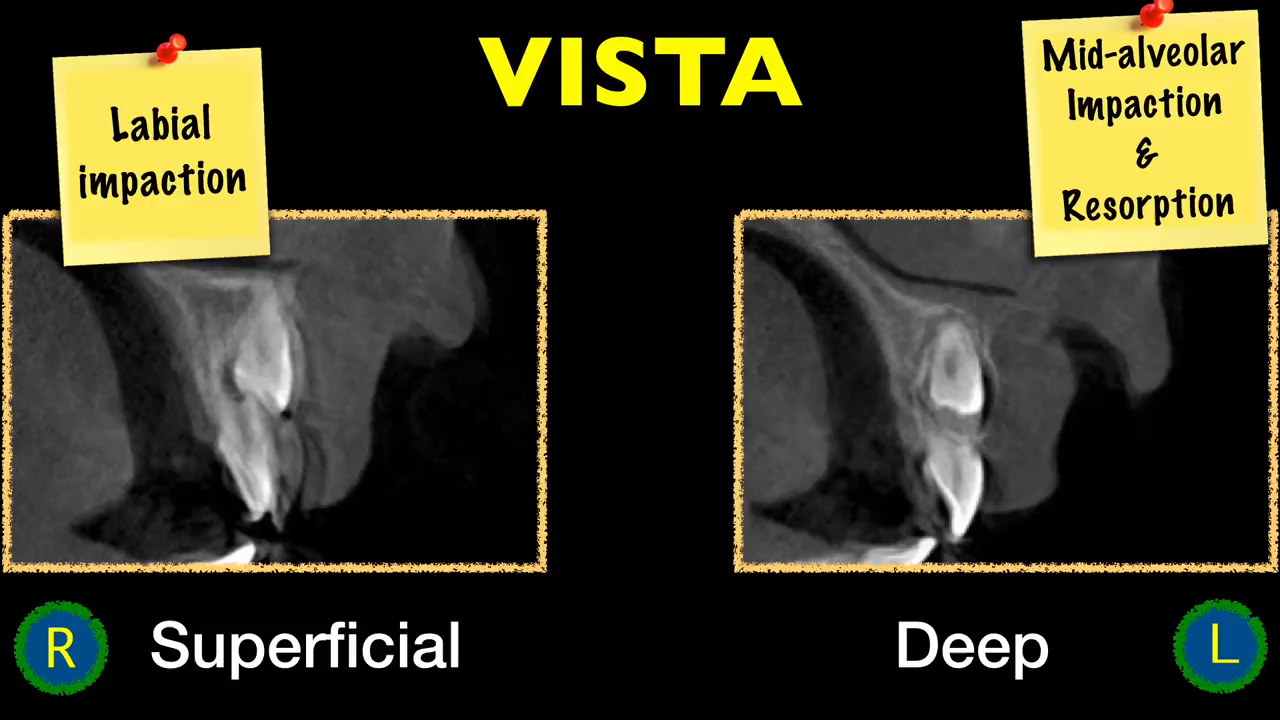 VISTA
Labial
impaction
Mid-alveolar
Impaction
&
Resorption
R
Superficial
Deep
L